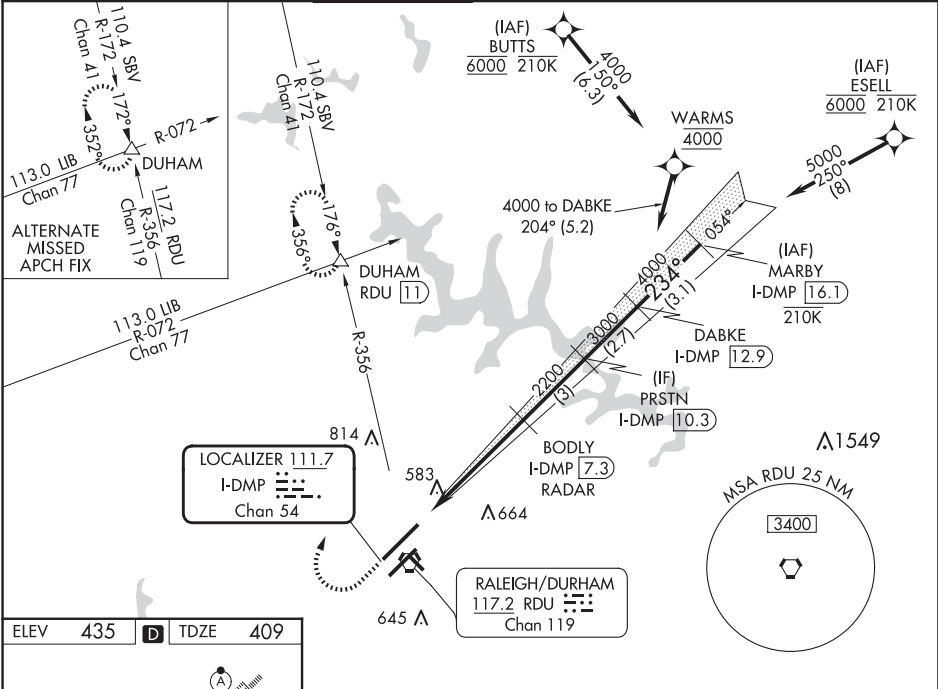 110.4 SBV
R-172
Chan 41
172°
352°
R-072
DUHAM
113.0 LIB
Chan 77
117.2 RDU
R-356
Chan 119
ALTERNATE
MISSED
APCH FIX
110.4 SBV
R-172
Chan 41
176°
356°
DUHAM
RDU 11
113.0 LIB
R-072
Chan 77
R-356
(IAF)
BUTTS
6000 210K
4000
150°
(6.3)
(IAF)
ESELL
6000 210K
5000
250°
(8)
WARMS
4000
4000 to DABKE
204° (5.2)
054°
4000
234°
(3.1)
(IAF)
MARBY
I-DMP 16.1
210K
3000
(2.7)
DABKE
I-DMP 12.9
(IF)
PRSTN
I-DMP 10.3
2200
(3)
BODLY
I-DMP 7.3
RADAR
814
583
664
1549
645
LOCALIZER 111.7
I-DMP
Chan 54
RALEIGH/DURHAM
117.2 RDU
Chan 119
MSA RDU 25 NM
3400
ELEV 435 D TDZE 409
A